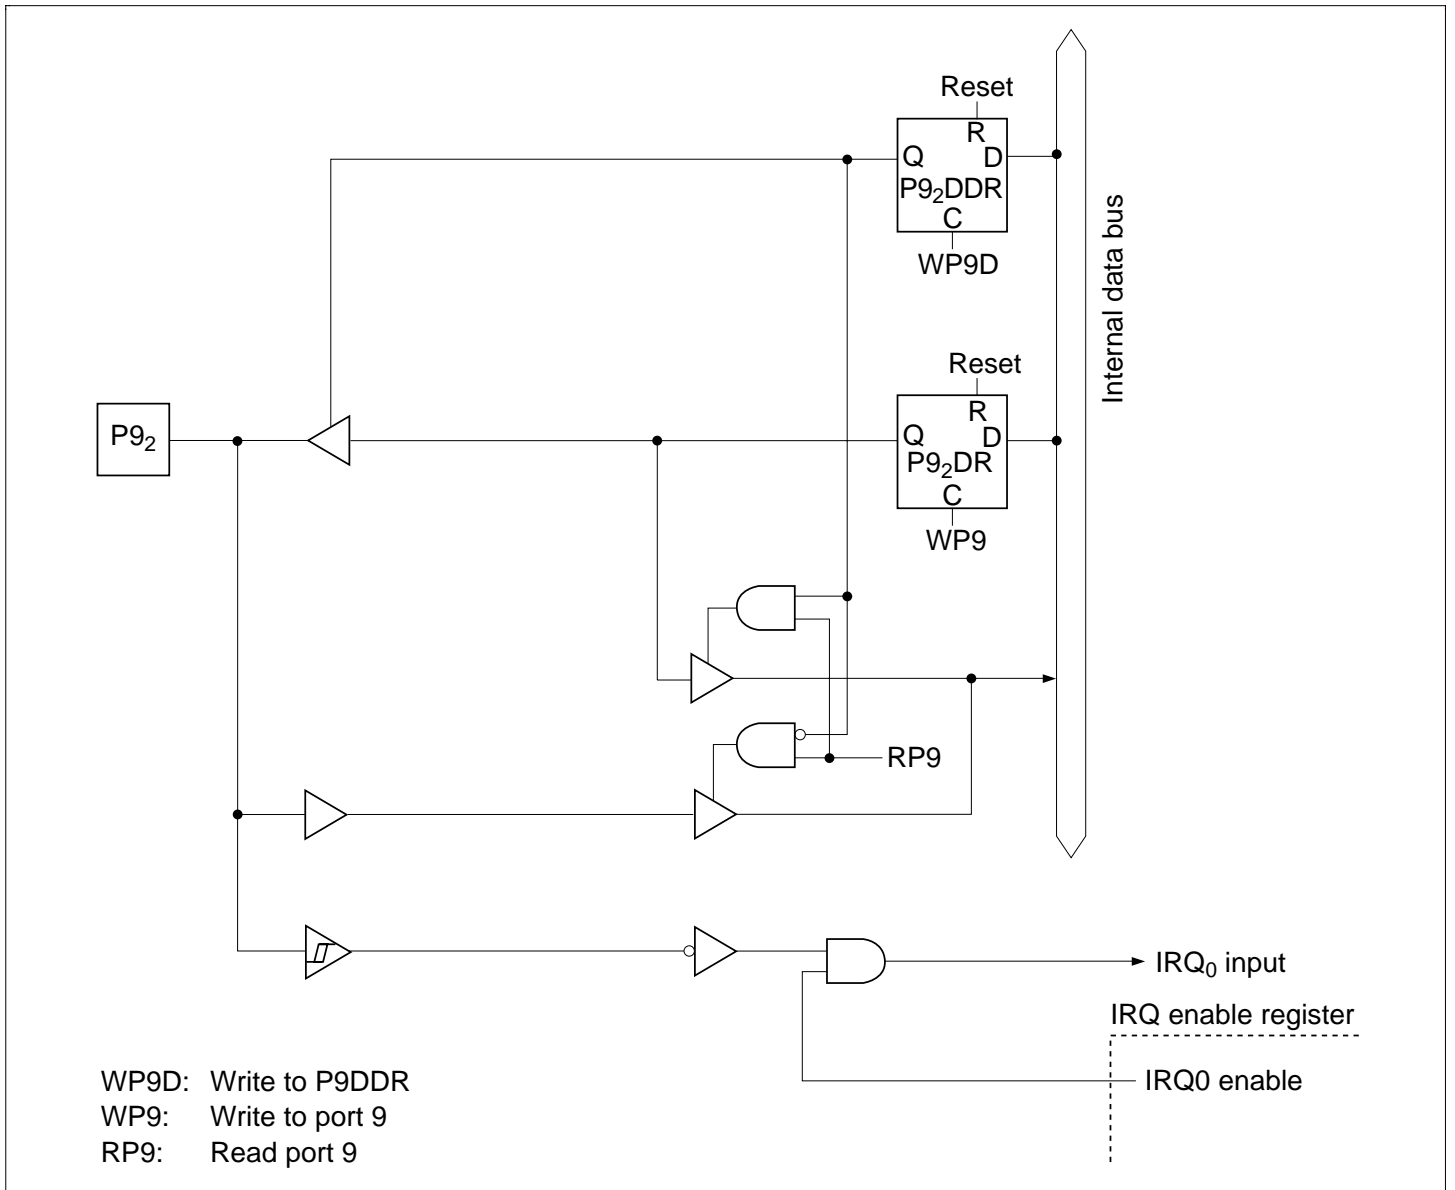 Reset
R
Q D
P9₂DDR
C
WP9D
Internal data bus
Reset
R
P9₂
Q D
P9₂DR
C
WP9
RP9
IRQ₀ input
IRQ enable register
IRQ0 enable
WP9D: Write to P9DDR
WP9: Write to port 9
RP9: Read port 9